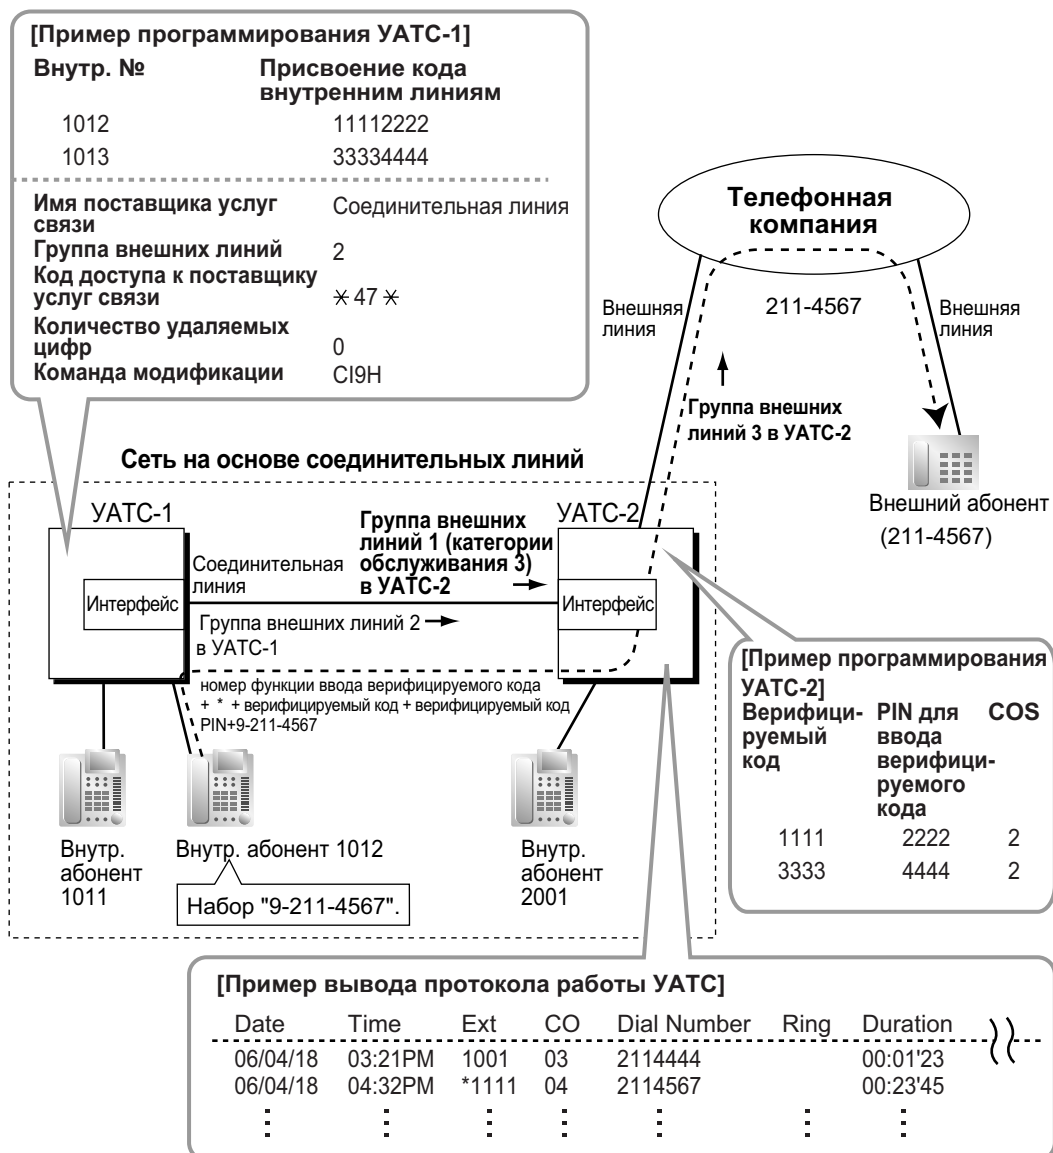 [Пример программирования УАТС-1]
Внутр. № Присвоение кода
внутренним линиям
1012 11112222
1013 33334444
Имя поставщика услуг
связи
Соединительная линия
Группа внешних линий 2
Код доступа к поставщику
услуг связи
✳47✳
Количество удаляемых
цифр
0
Команда модификации CI9H
Телефонная
компания
Внешняя
линия
211-4567
Внешняя
линия
Группа внешних
линий 3 в УАТС-2
Внешний абонент
(211-4567)
Сеть на основе соединительных линий
УАТС-1
Интерфейс
Соединительная
линия
Группа внешних
линий 1 (категории
обслуживания 3)
в УАТС-2
УАТС-2
Интерфейс
Группа внешних линий 2
в УАТС-1
номер функции ввода верифицируемого кода
+ * + верифицируемый код + верифицируемый код
PIN+9-211-4567
Внутр.
абонент
1011
Внутр. абонент 1012
Набор "9-211-4567".
Внутр.
абонент
2001
[Пример программирования
УАТС-2]
Верифици-
руемый
код
PIN для
ввода
верифици-
руемого
кода
COS
1111 2222 2
3333 4444 2
[Пример вывода протокола работы УАТС]
Date Time Ext CO Dial Number Ring Duration
06/04/18 03:21PM 1001 03 2114444 00:01'23
06/04/18 04:32PM *1111 04 2114567 00:23'45